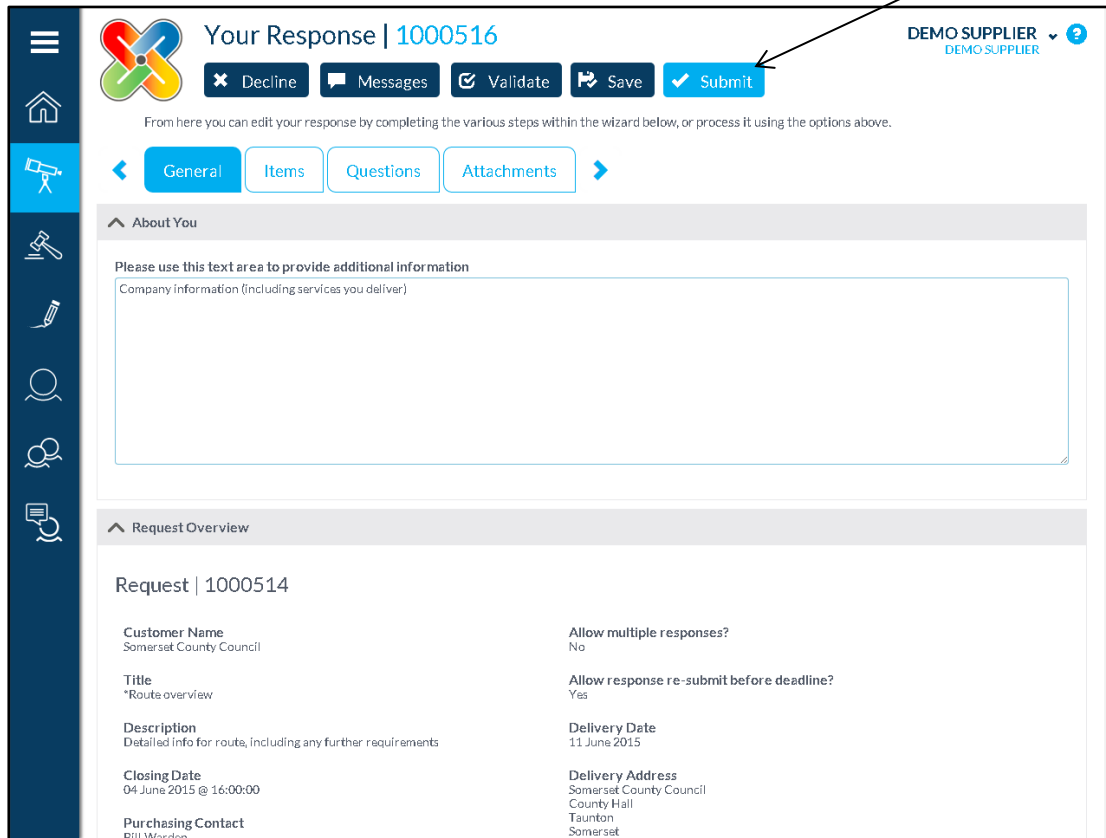 Your Response | 1000516
DEMO SUPPLIER
DEMO SUPPLIER
Decline
Messages
Validate
Save
Submit
From here you can edit your response by completing the various steps within the wizard below, or process it using the options above.
General
Items
Questions
Attachments
About You
Please use this text area to provide additional information
Company information (including services you deliver)
Request Overview
Request | 1000514
Customer Name
Somerset County Council
Allow multiple responses?
No
Title
*Route overview
Allow response re-submit before deadline?
Yes
Description
Detailed info for route, including any further requirements
Delivery Date
11 June 2015
Closing Date
04 June 2015 @ 16:00:00
Delivery Address
Somerset County Council
County Hall
Taunton
Somerset
Purchasing Contact